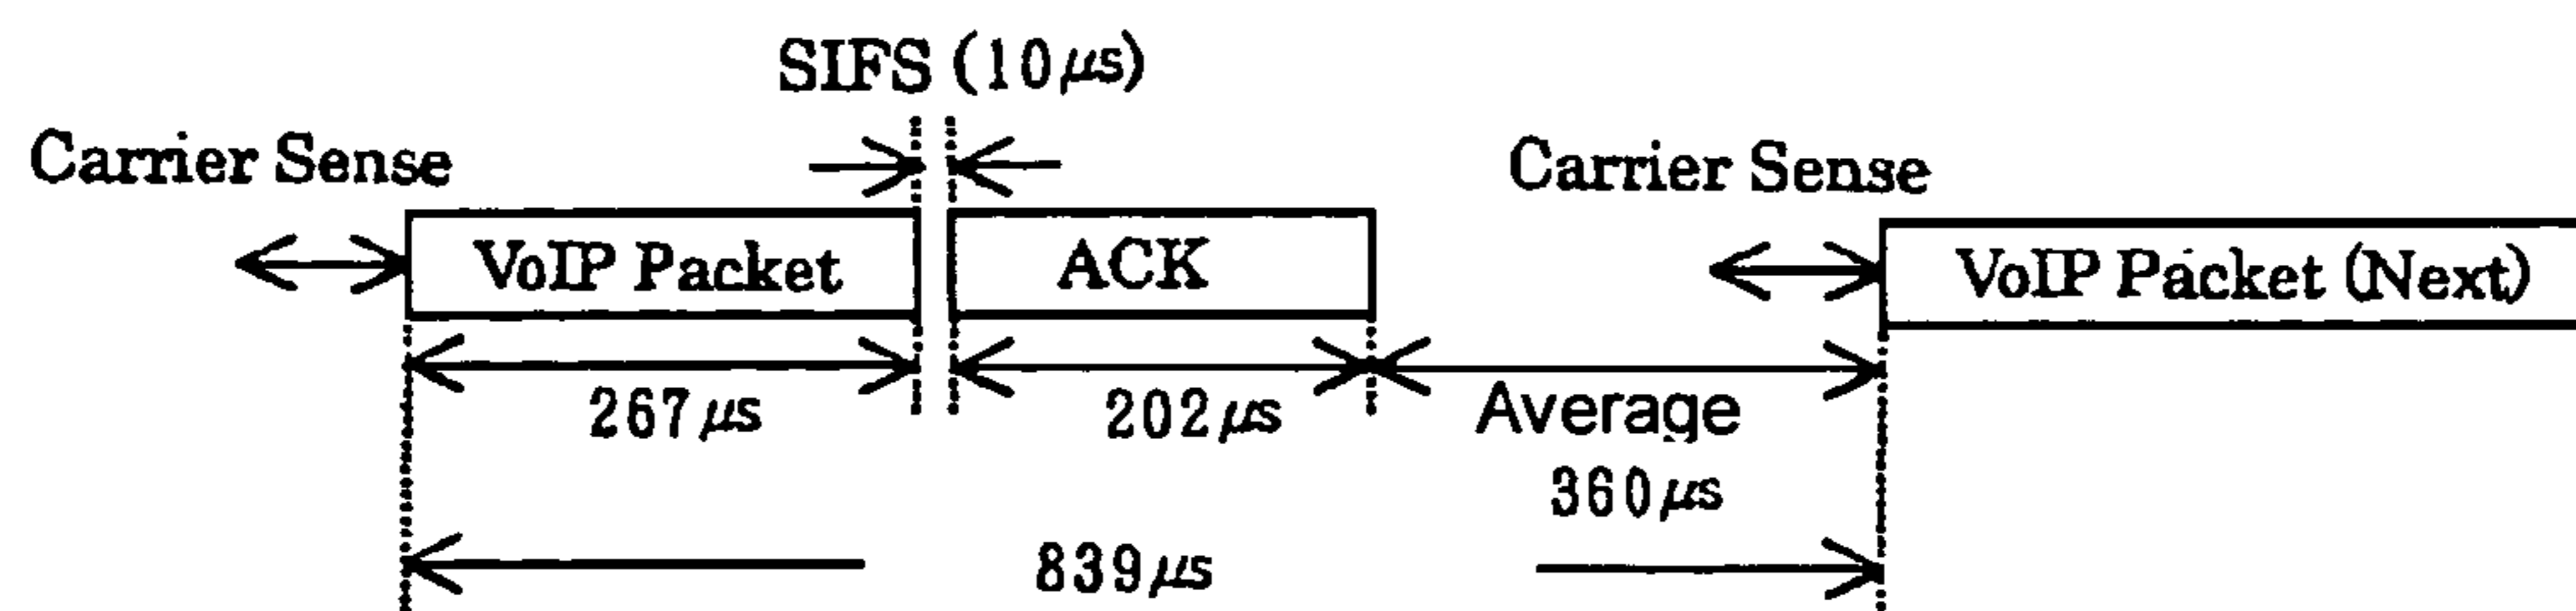 SIFS (10μs)
Carrier Sense
Carrier Sense
VoIP Packet
ACK
VoIP Packet (Next)
267μs
202μs
Average
360μs
839μs